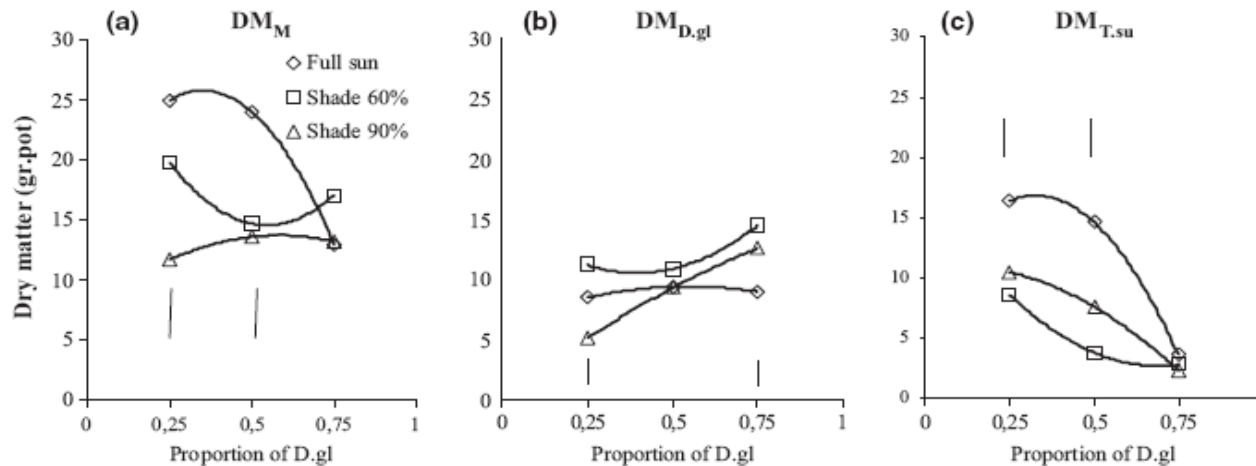 (a) DM_M
30
25
20
15
10
5
0
Dry matter (gr.pot)
Full sun
Shade 60%
Shade 90%
0 0,25 0,5 0,75 1
Proportion of D.gl
(b) DM_D.gl
30
25
20
15
10
5
0
0 0,25 0,5 0,75 1
Proportion of D.gl
(c) DM_T.su
30
25
20
15
10
5
0
0 0,25 0,5 0,75
Proportion of D.gl